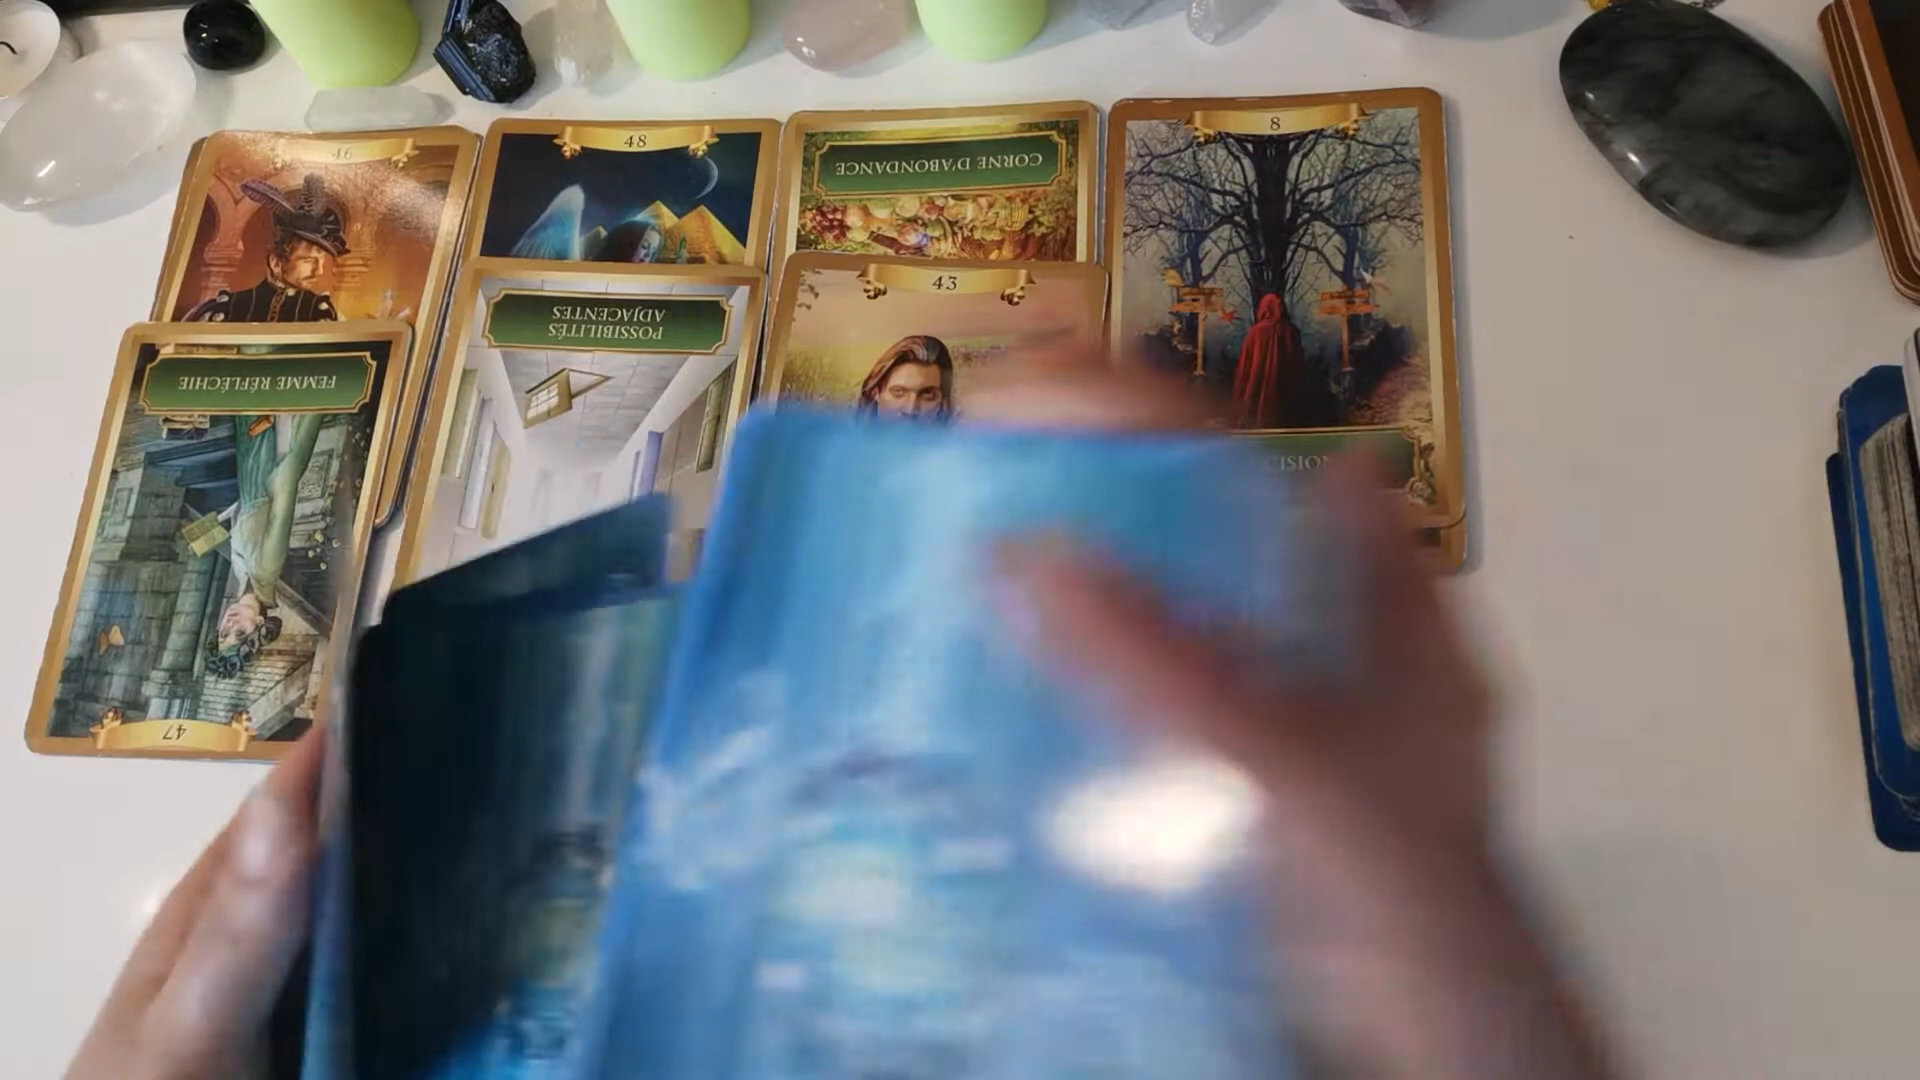 46
48
CORNE D'ABONDANCE
8
POSSIBILITÉS
ADJACENTES
43
FEMME RÉFLÉCHIE
47